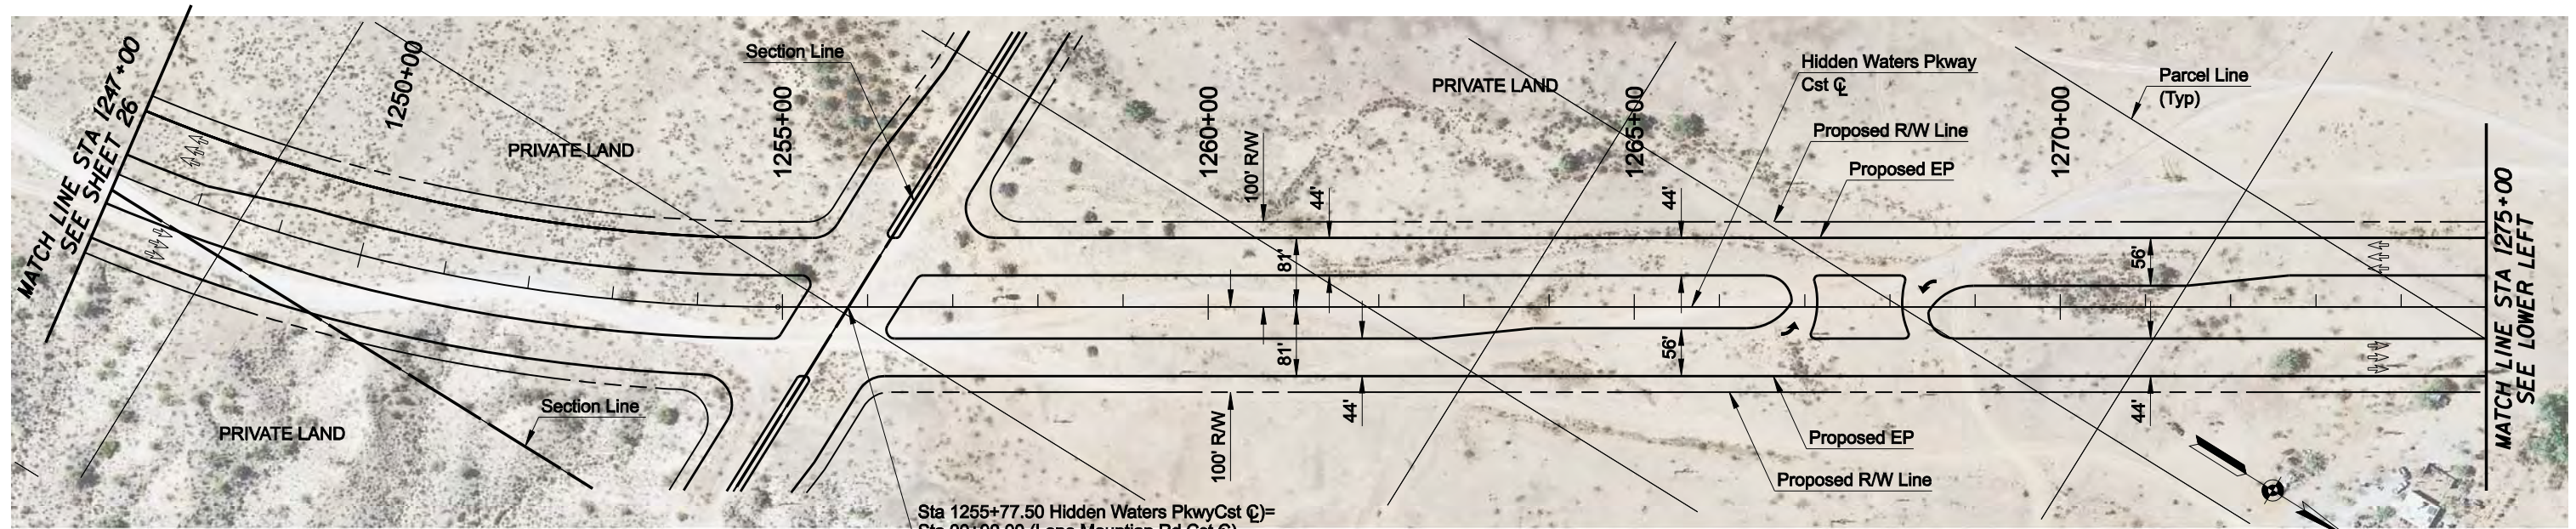 MATCH LINE STA 1247+00
SEE SHEET 26
1250+00
PRIVATE LAND
PRIVATE LAND
Section Line
Section Line
1255+00
1260+00
100' R/W
44'
81'
81'
44'
100' R/W
Sta 1255+77.50 Hidden Waters PkwyCst ℄)=
PRIVATE LAND
1265+00
44'
56'
Hidden Waters Pkway
Cst ℄
Proposed R/W Line
Proposed EP
Proposed EP
Proposed R/W Line
1270+00
Parcel Line
(Typ)
56'
44'
MATCH LINE STA 1275+00
SEE LOWER LEFT